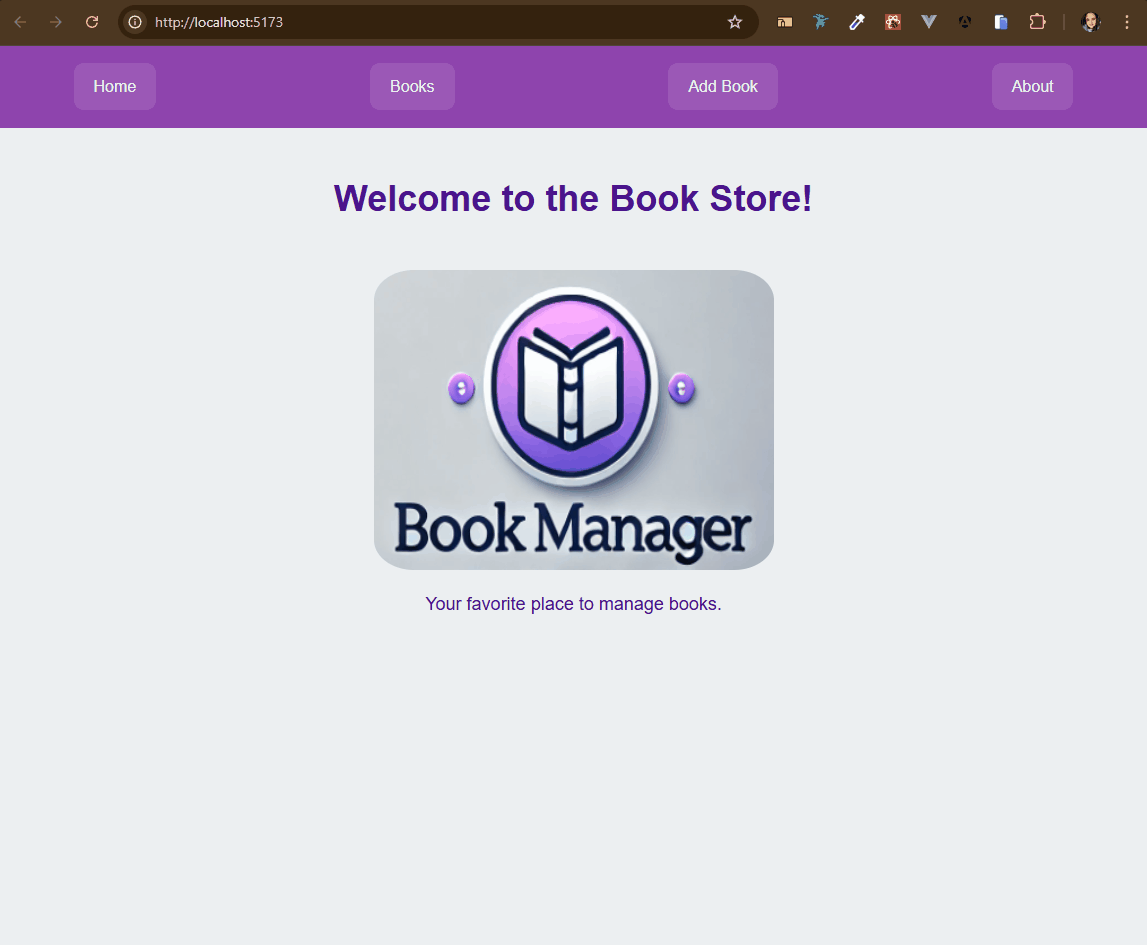 http://localhost:5173
Home Books Add Book About
Welcome to the Book Store!
Book Manager
Your favorite place to manage books.